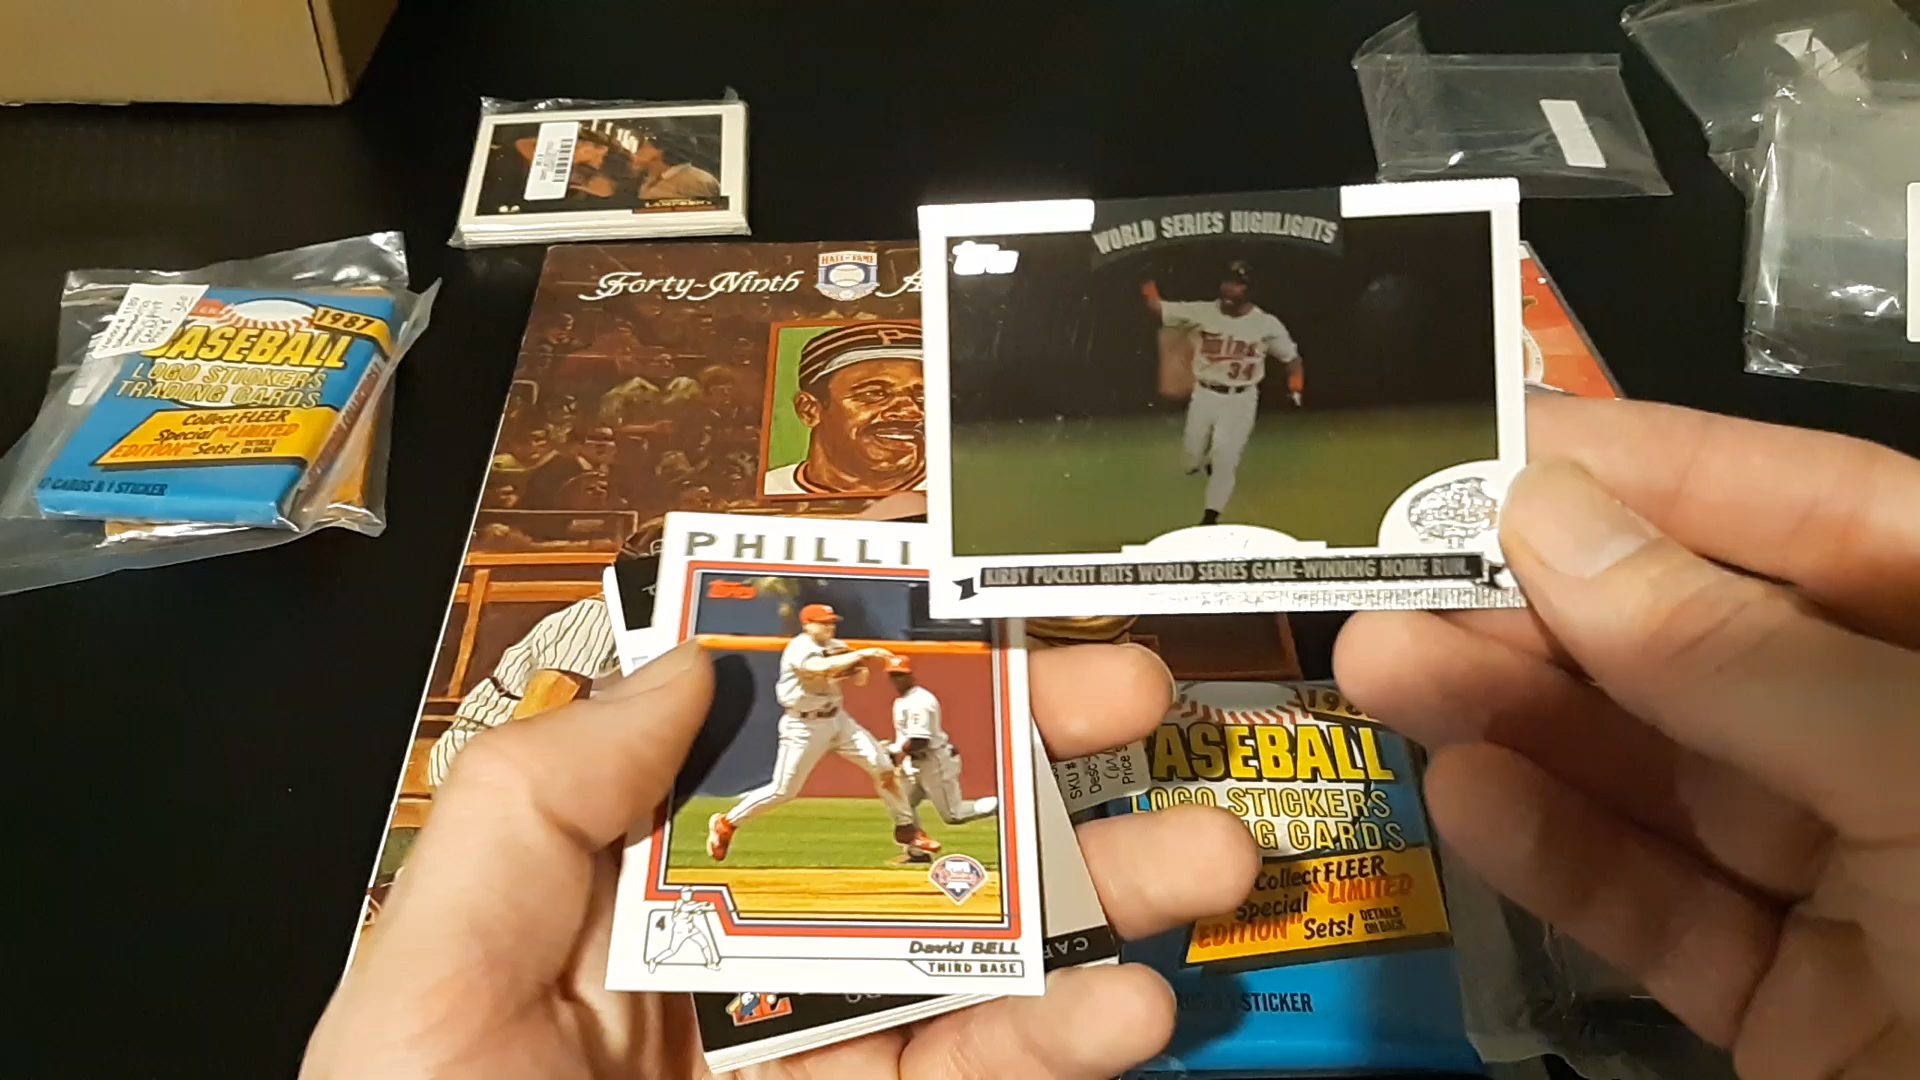 Forty-Ninth
HALL OF FAME
WORLD SERIES HIGHLIGHTS
Topps
Twins
34
KIRBY PUCKETT HITS WORLD SERIES GAME-WINNING HOME RUN.
1987
BASEBALL
LOGO STICKERS
TRADING CARDS
Collect FLEER
Special "LIMITED
EDITION" Sets!
DETAILS
ON BACK
CARDS & 1 STICKER
PHILLI
Topps
4
David BELL
THIRD BASE
SKU #
Desc
Price
ASEBALL
LOGO STICKERS
G CARDS
Collect FLEER
Special "LIMITED
EDITION" Sets!
DETAILS
ON BACK
STICKER